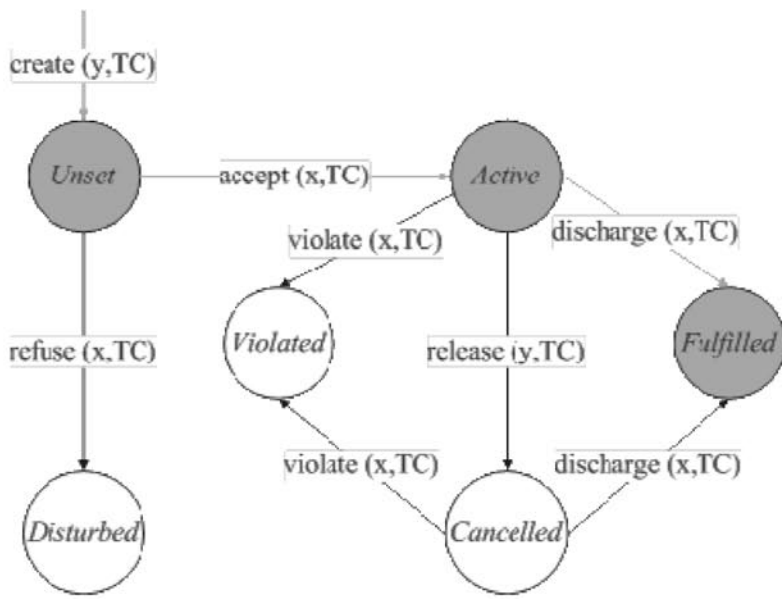 create (y,TC)
Unset
accept (x,TC)
Active
violate (x,TC)
discharge (x,TC)
refuse (x,TC)
Violated
release (y,TC)
Fulfilled
violate (x,TC)
discharge (x,TC)
Disturbed
Cancelled